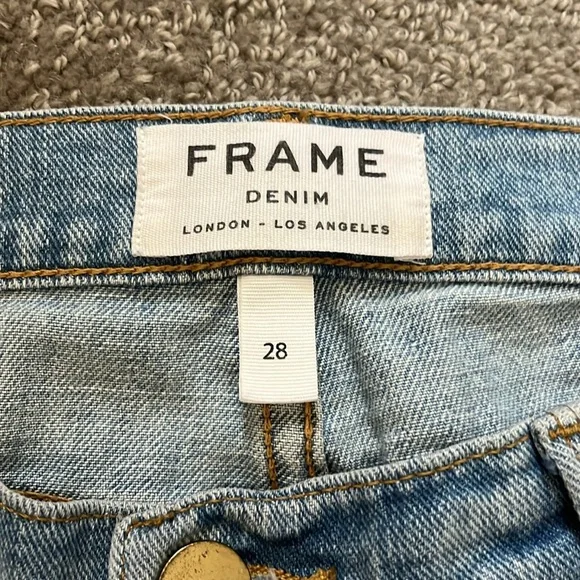 FRAME
DENIM
LONDON - LOS ANGELES
28